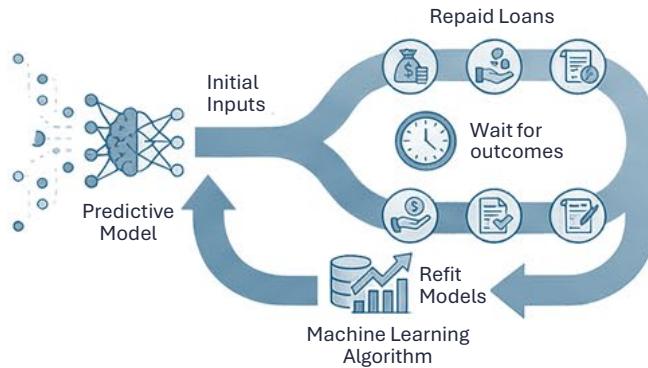 Repaid Loans
Initial
Inputs
Wait for
outcomes
Predictive
Model
Refit
Models
Machine Learning
Algorithm